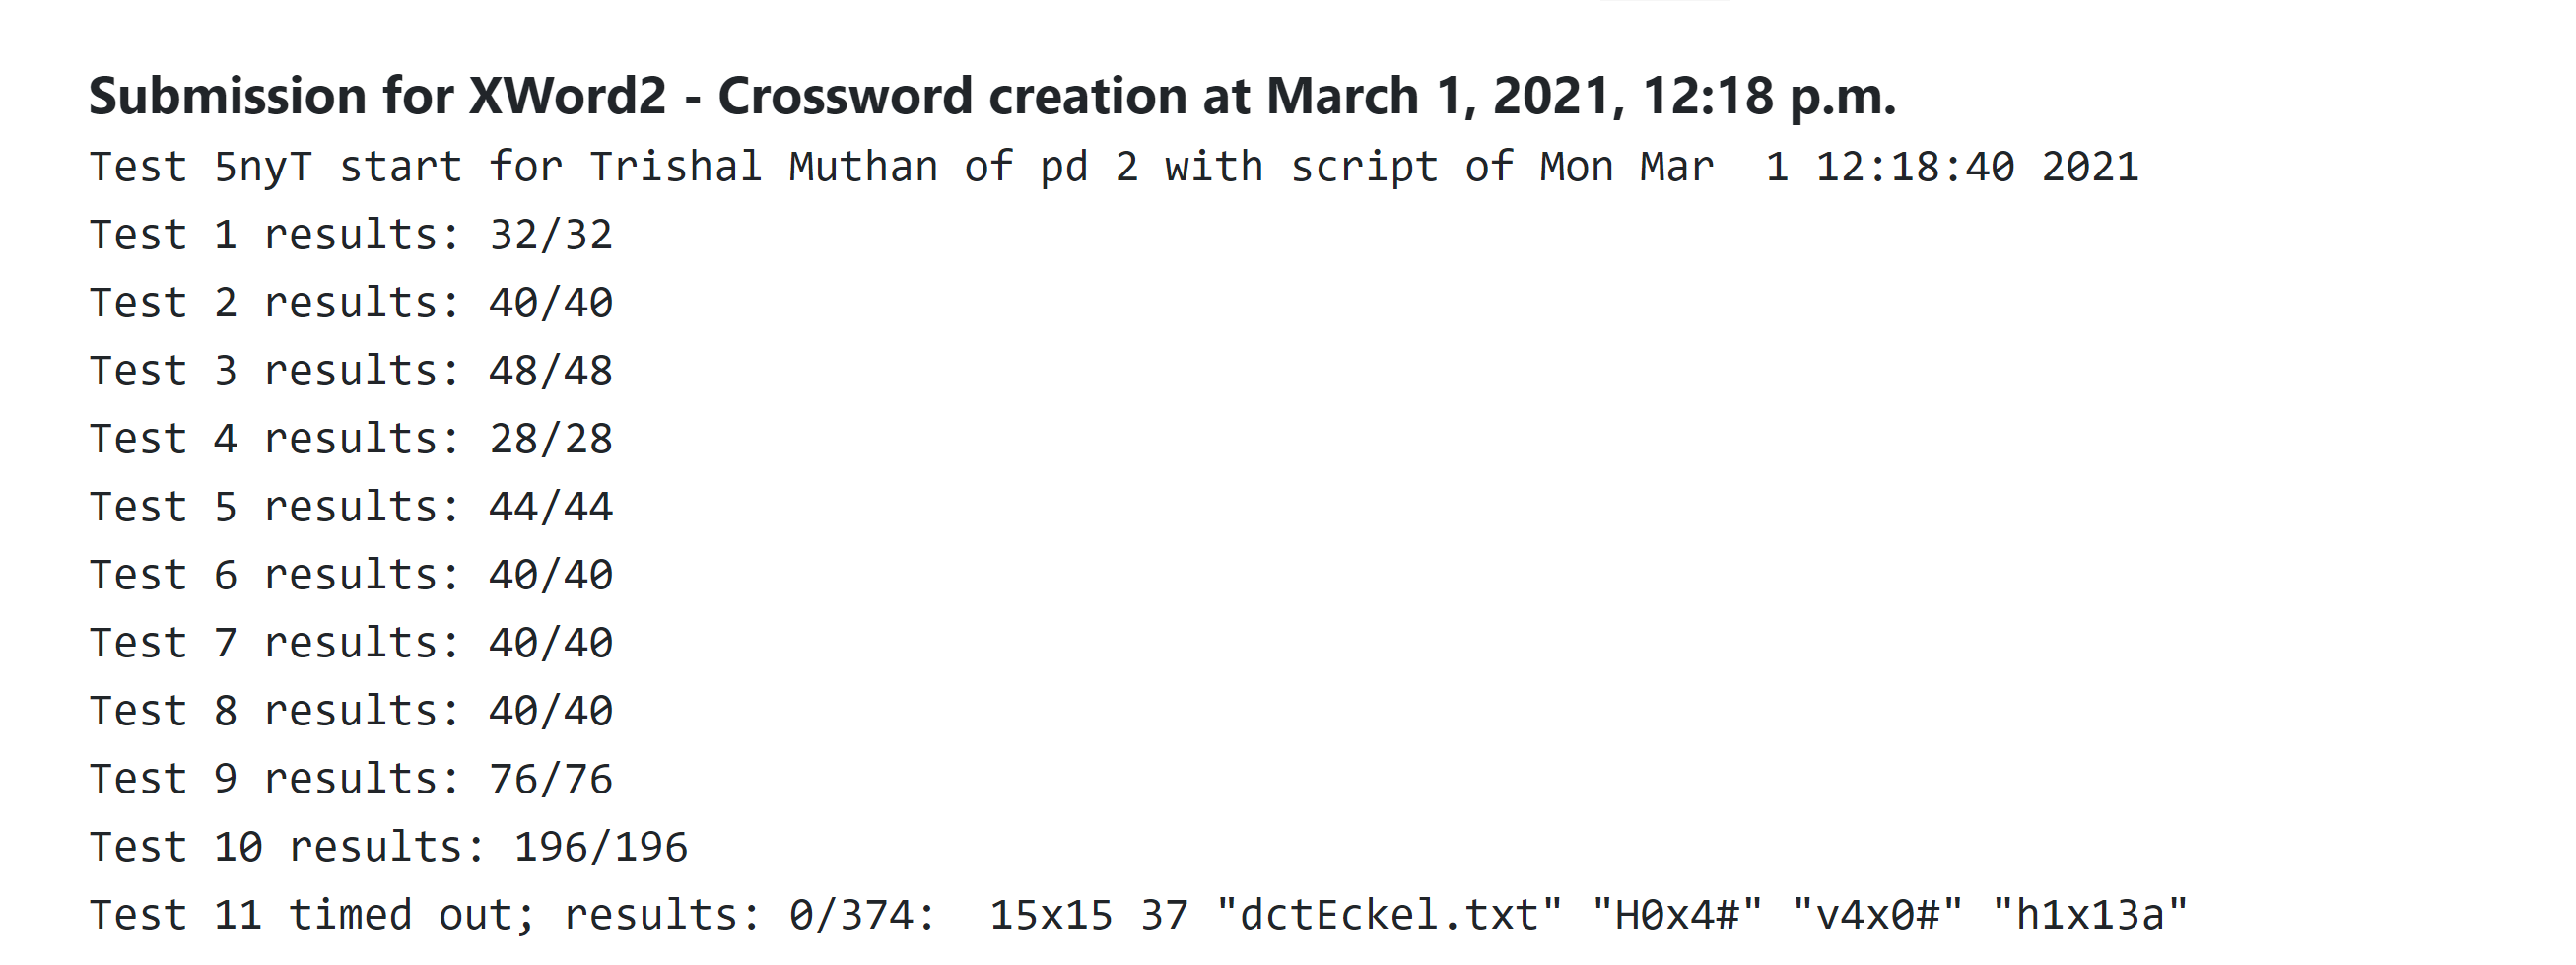 Submission for XWord2 - Crossword creation at March 1, 2021, 12:18 p.m.
Test 5nyT start for Trishal Muthan of pd 2 with script of Mon Mar  1 12:18:40 2021
Test 1 results: 32/32
Test 2 results: 40/40
Test 3 results: 48/48
Test 4 results: 28/28
Test 5 results: 44/44
Test 6 results: 40/40
Test 7 results: 40/40
Test 8 results: 40/40
Test 9 results: 76/76
Test 10 results: 196/196
Test 11 timed out; results: 0/374:  15x15 37 "dctEckel.txt" "H0x4#" "v4x0#" "h1x13a"